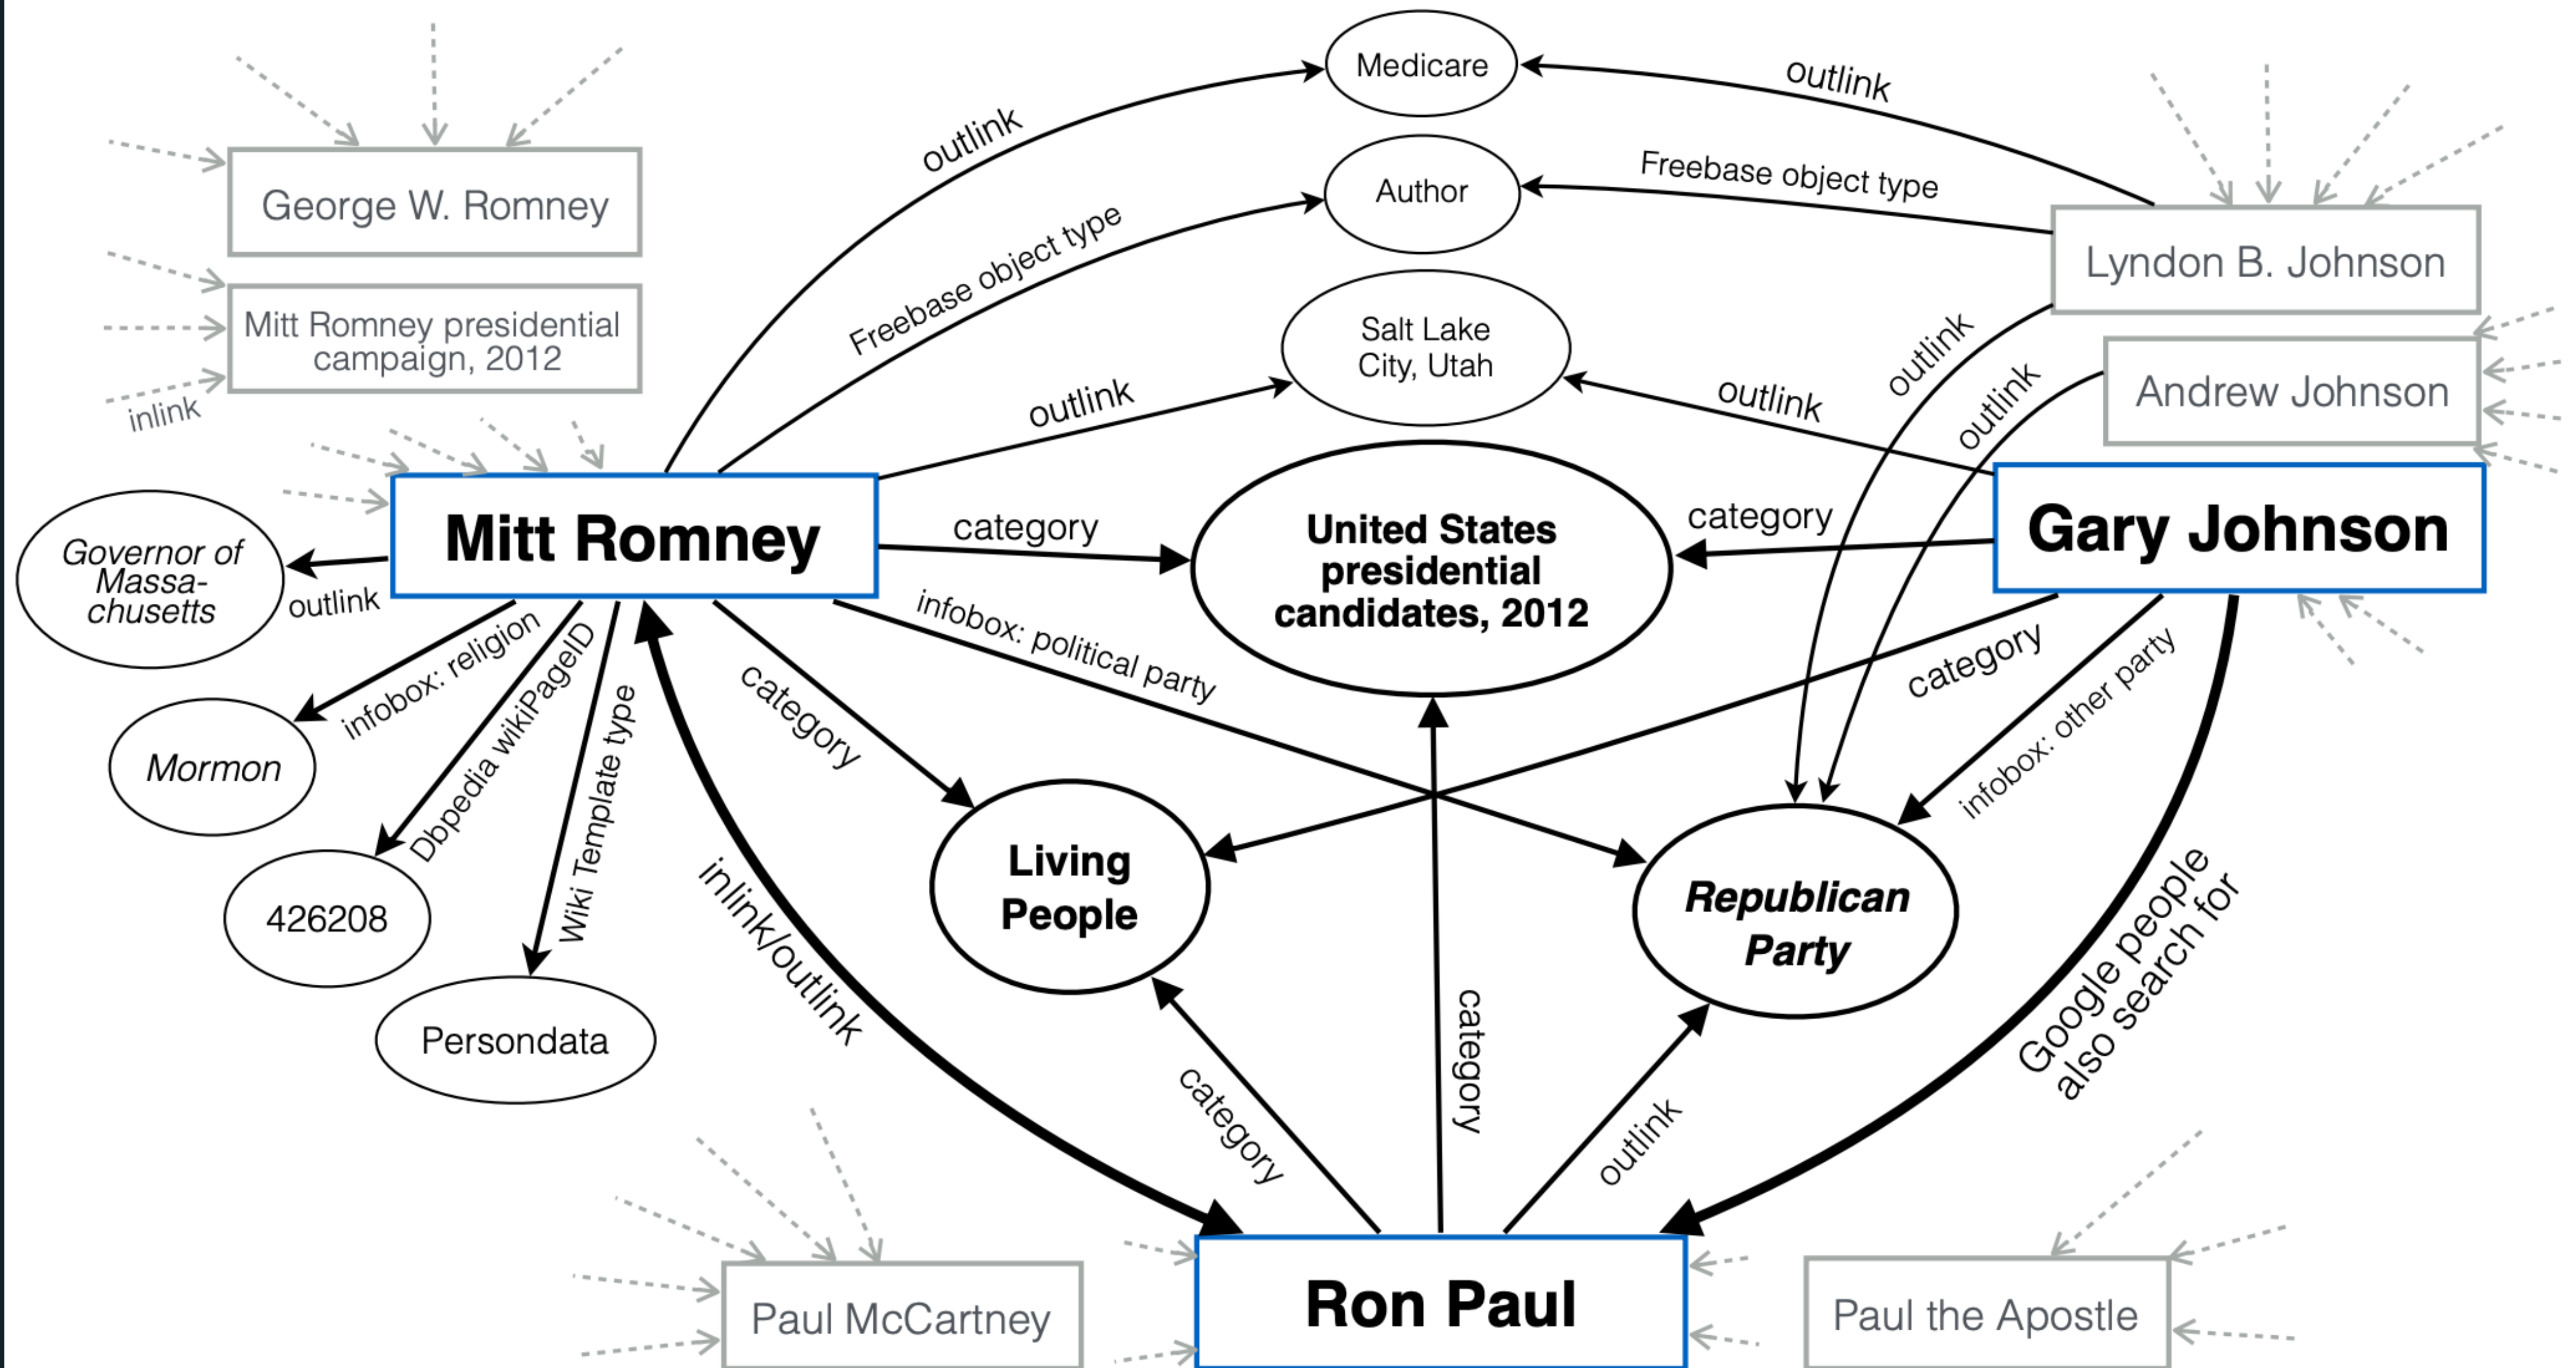 Medicare
outlink
outlink
Author
Freebase object type
Freebase object type
George W. Romney
Lyndon B. Johnson
Mitt Romney presidential
campaign, 2012
inlink
Salt Lake
City, Utah
outlink
outlink
outlink
outlink
Andrew Johnson
Mitt Romney
category
United States
presidential
candidates, 2012
category
Gary Johnson
Governor of
Massa-
chusetts
outlink
infobox: religion
Mormon
Dbpedia wikiPageID
426208
Wiki Template type
Persondata
category
infobox: political party
category
infobox: other party
Living
People
Republican
Party
inlink/outlink
Google people
also search for
category
category
outlink
Paul McCartney
Ron Paul
Paul the Apostle